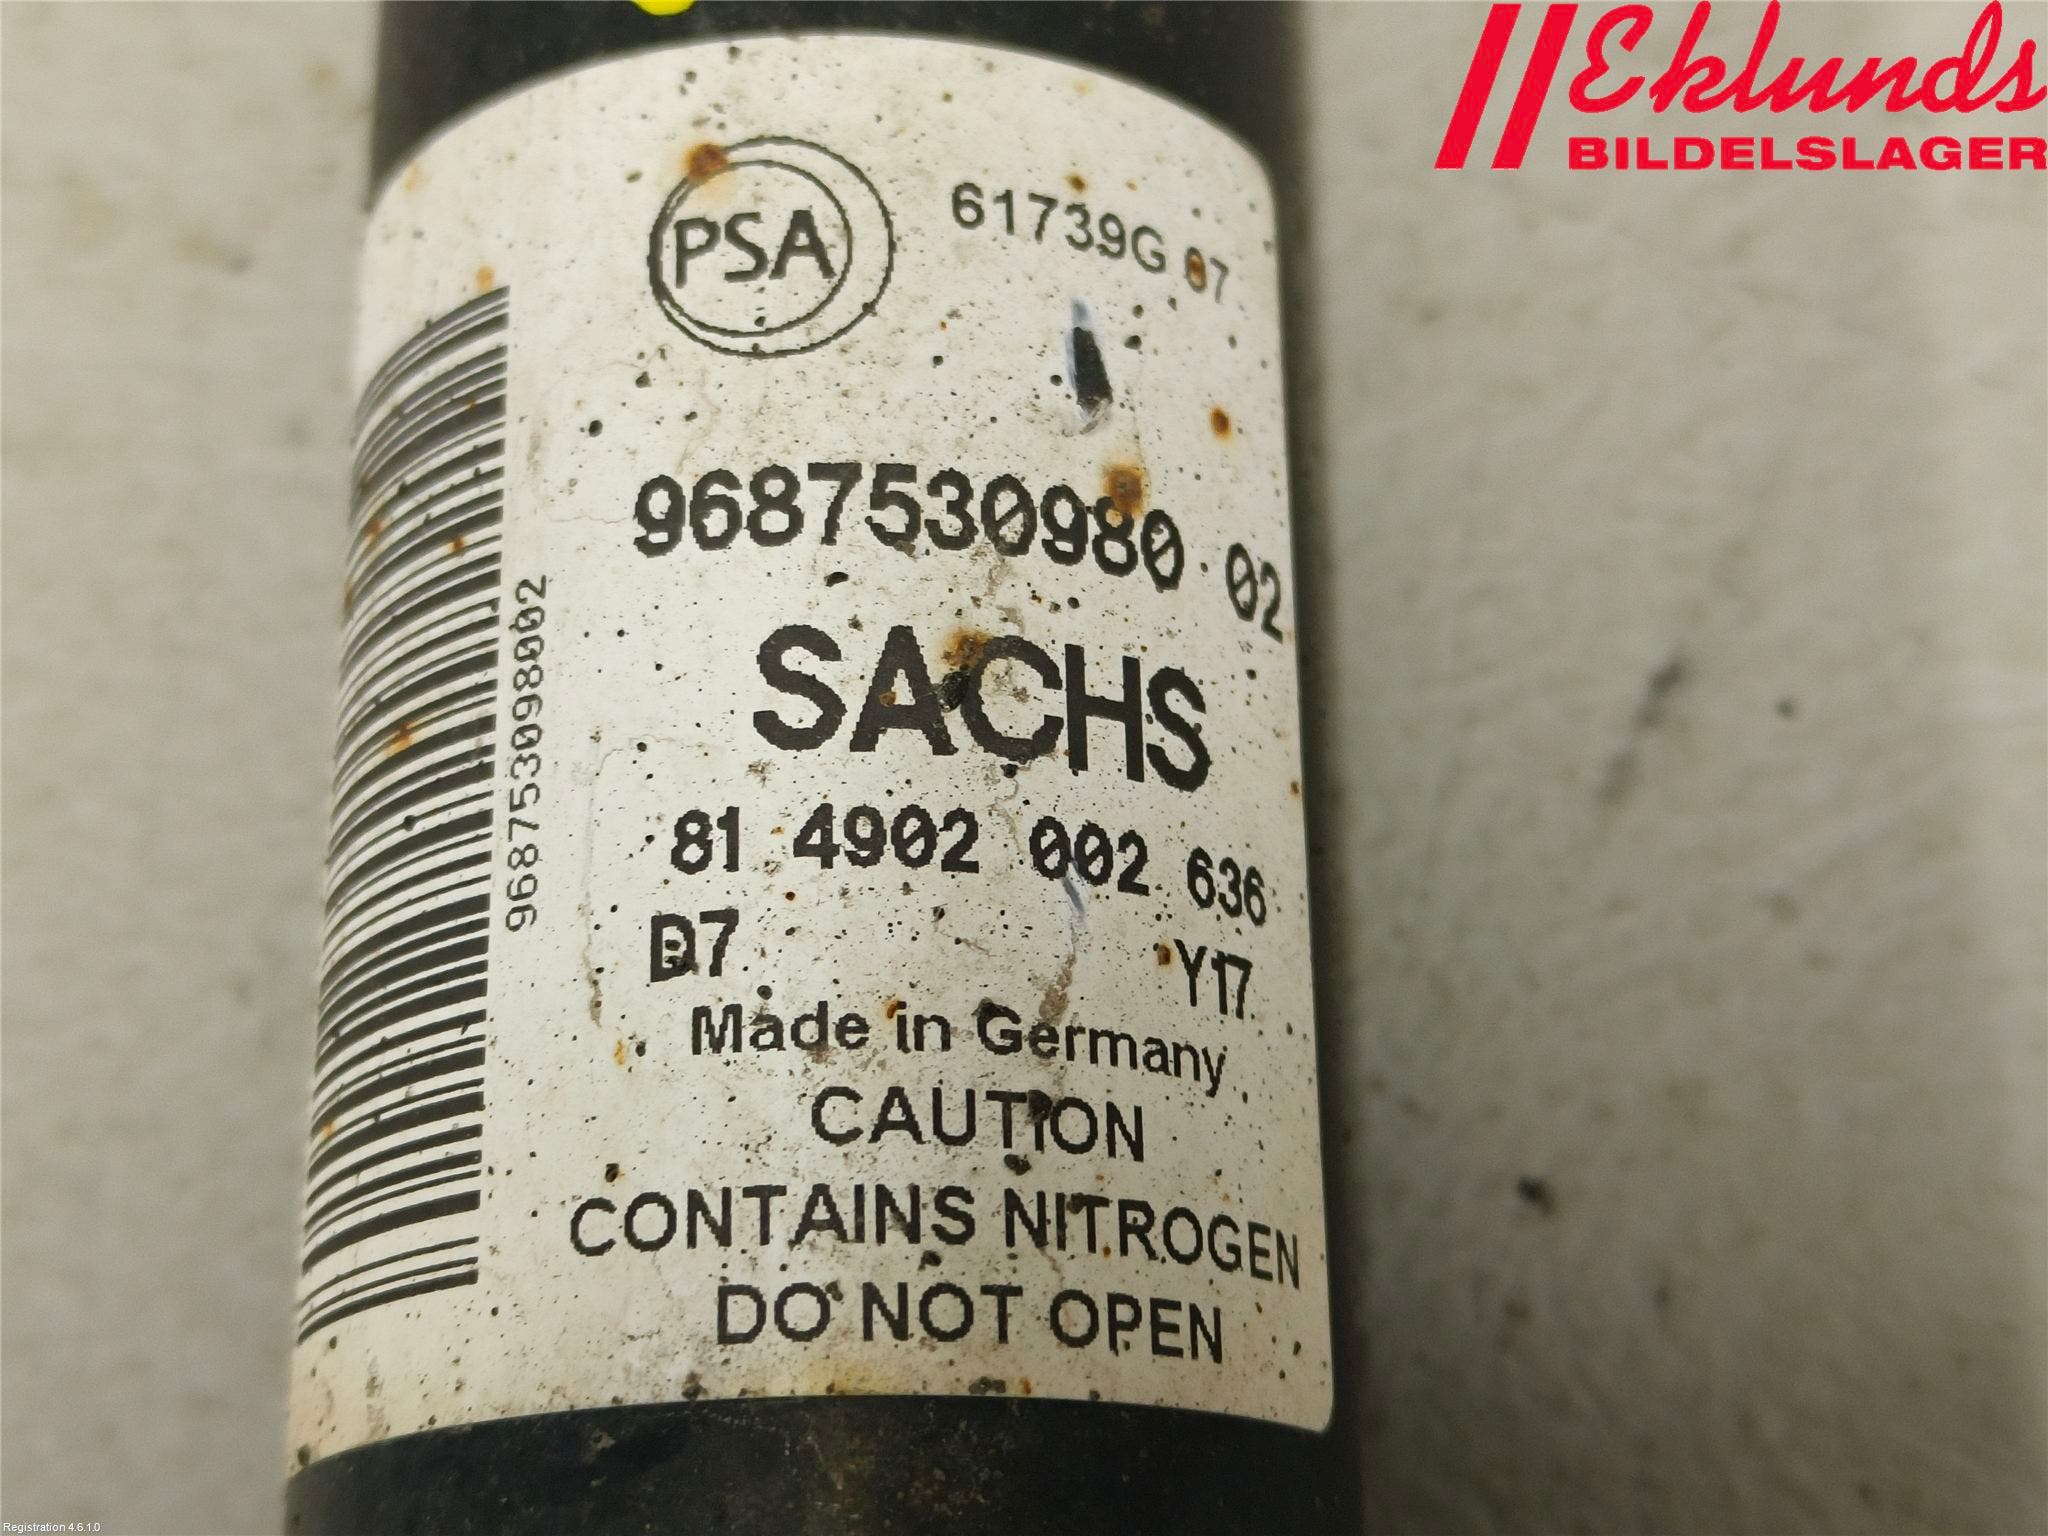 Eklunds
BILDELSLAGER
PSA
61739G 07
9687530980 02
968753098002
SACHS
81 4902 002 636
D7 Y17
Made in Germany
CAUTION
CONTAINS NITROGEN
DO NOT OPEN
Registration 4.6.1.0